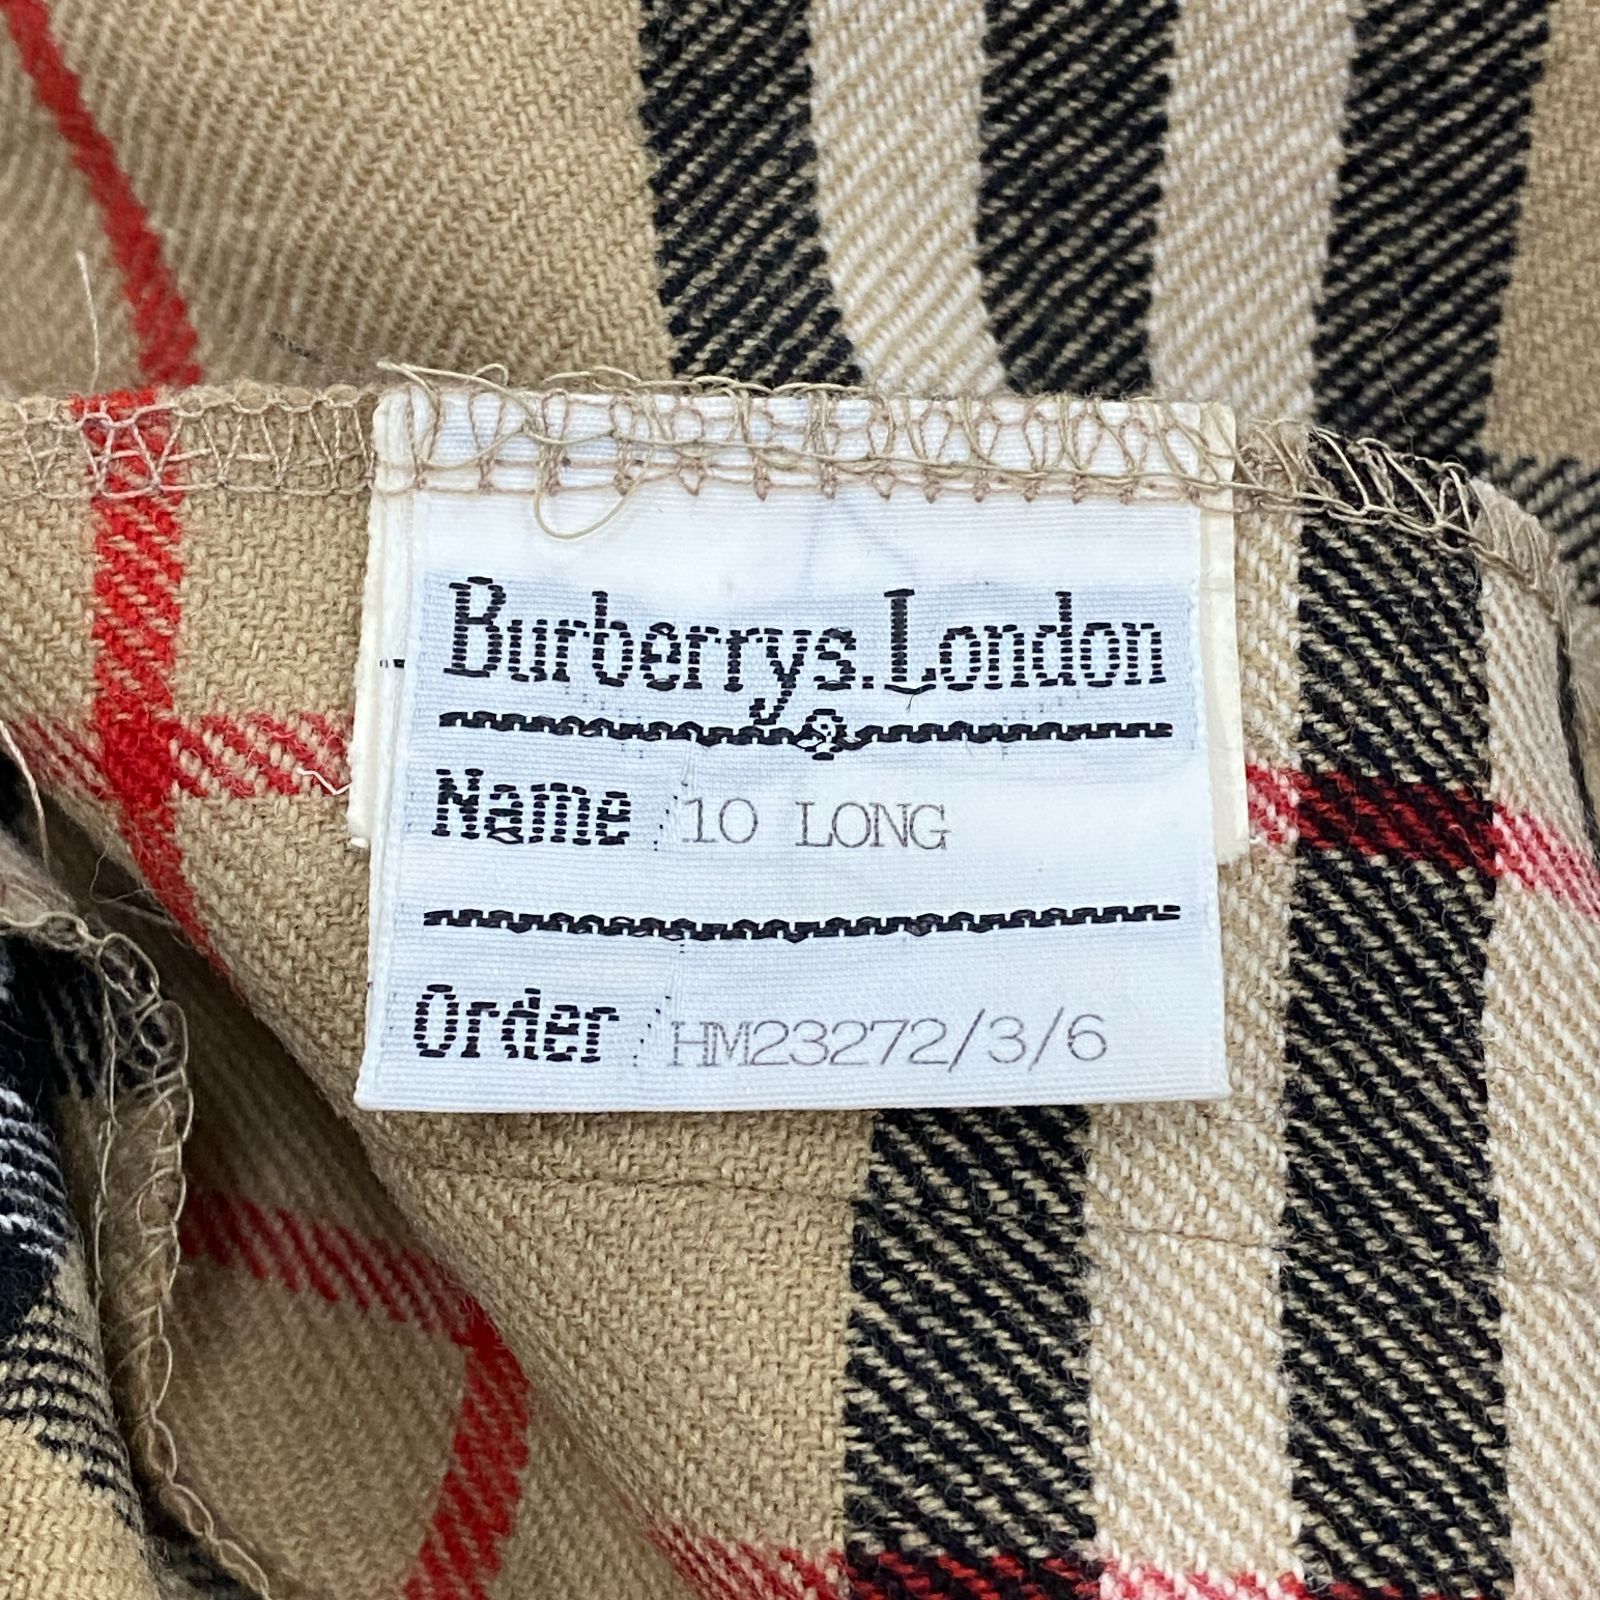 Burberrys.London
Name 10 LONG
Order HM23272/3/6